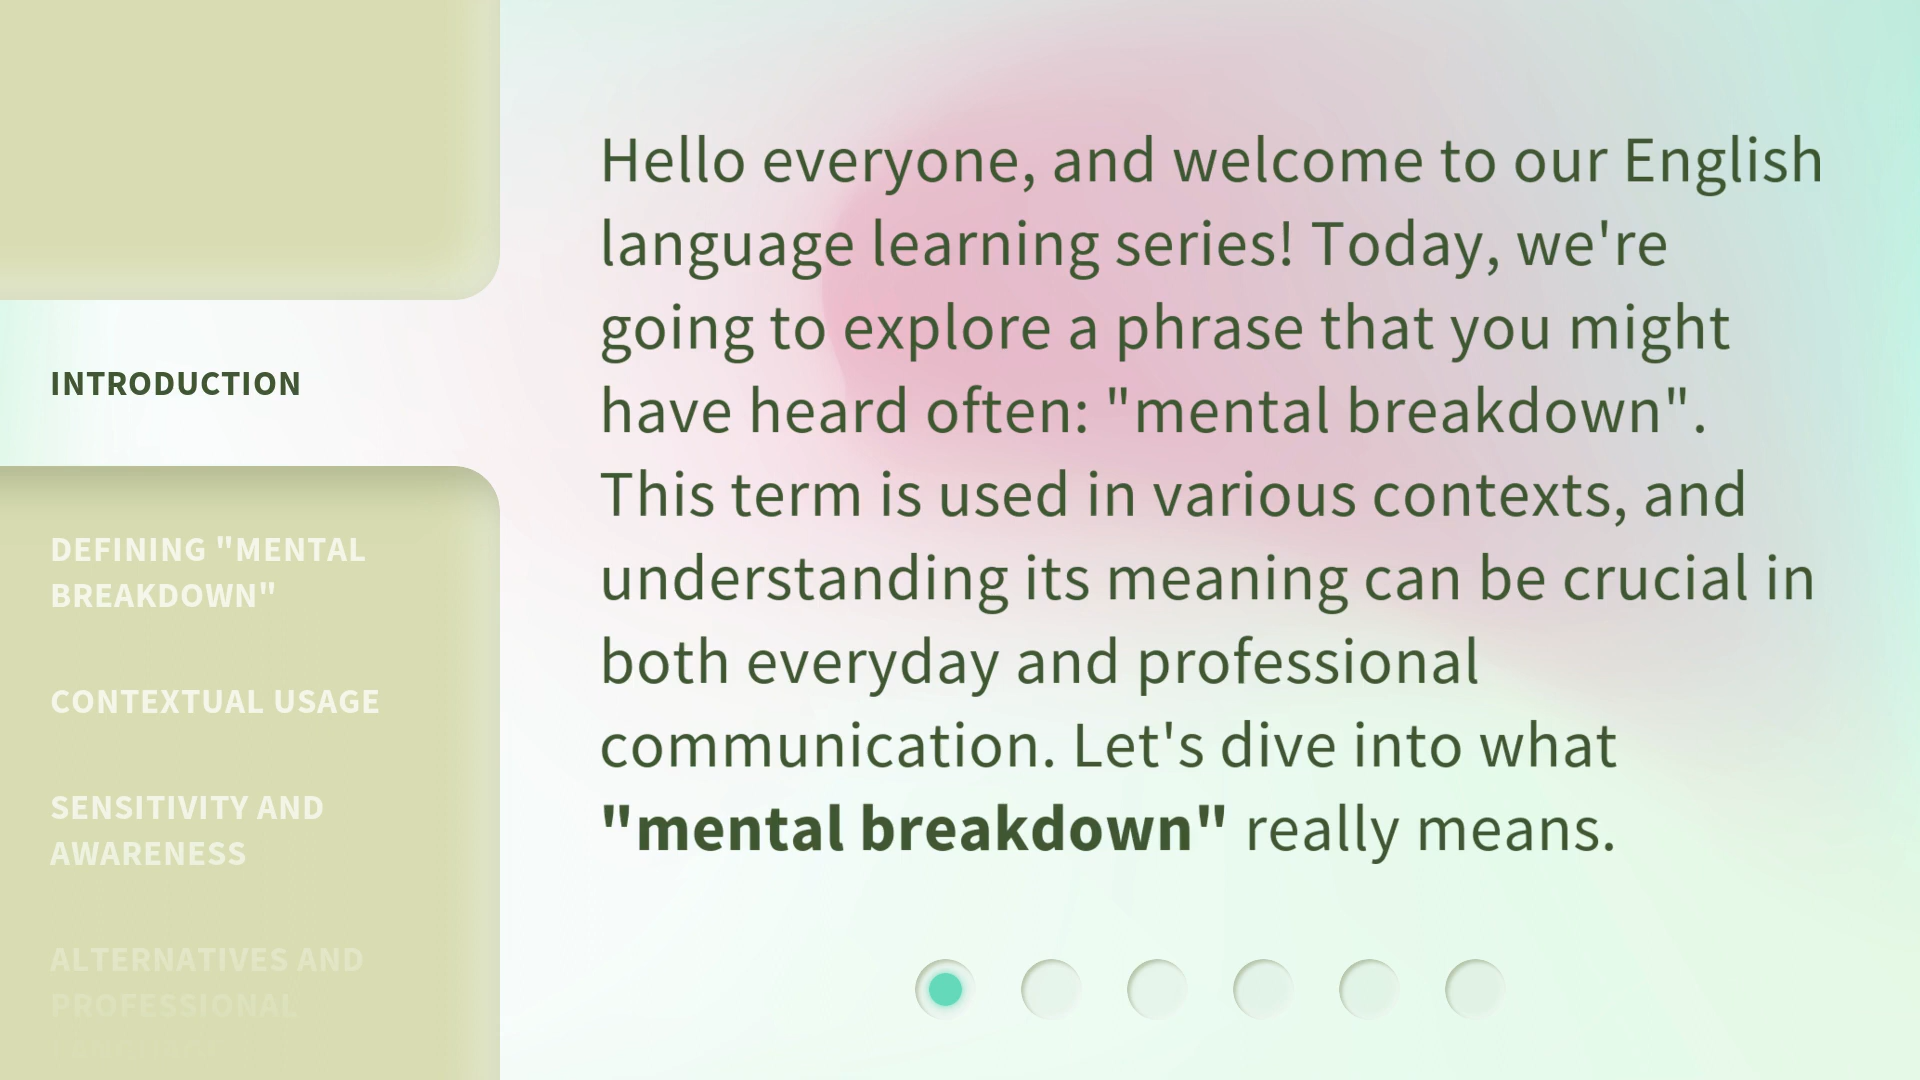 INTRODUCTION
DEFINING "MENTAL
BREAKDOWN"
CONTEXTUAL USAGE
SENSITIVITY AND
AWARENESS
ALTERNATIVES AND
PROFESSIONAL
LANGUAGE
Hello everyone, and welcome to our English
language learning series! Today, we're
going to explore a phrase that you might
have heard often: "mental breakdown".
This term is used in various contexts, and
understanding its meaning can be crucial in
both everyday and professional
communication. Let's dive into what
"mental breakdown" really means.